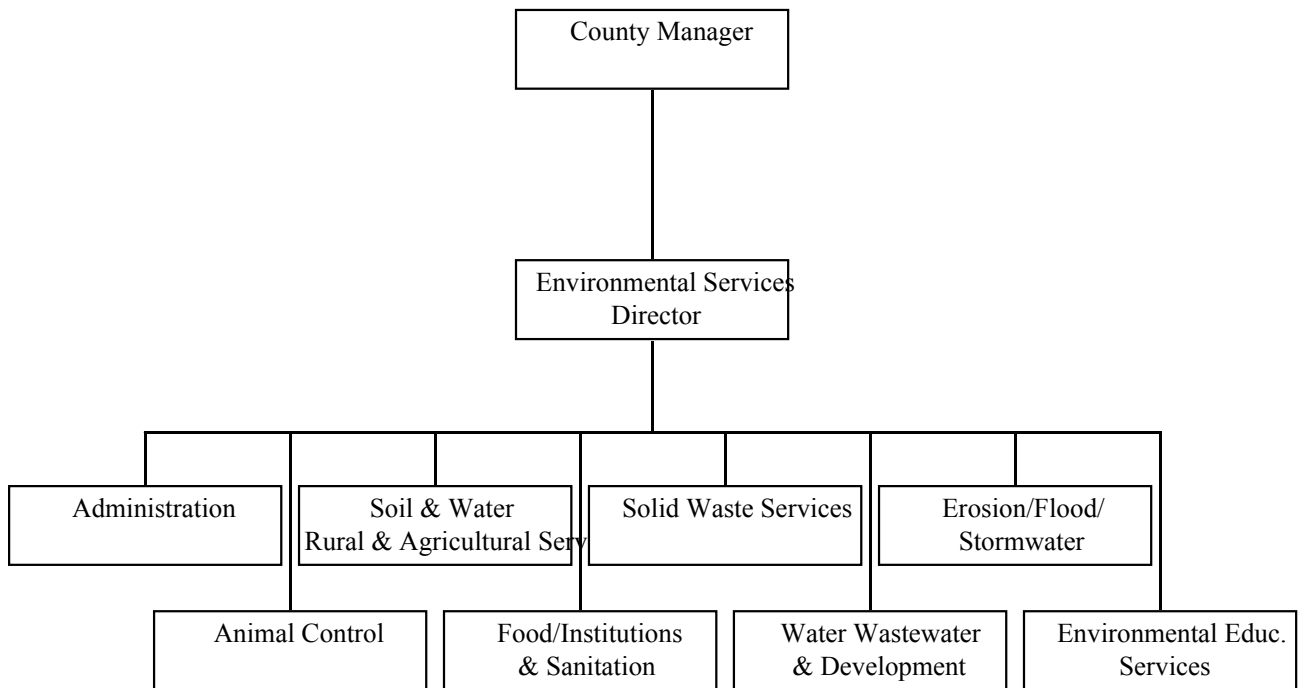 County Manager
Environmental Services
Director
Administration
Soil & Water
Rural & Agricultural Serv
Solid Waste Services
Erosion/Flood/
Stormwater
Animal Control
Food/Institutions
& Sanitation
Water Wastewater
& Development
Environmental Educ.
Services